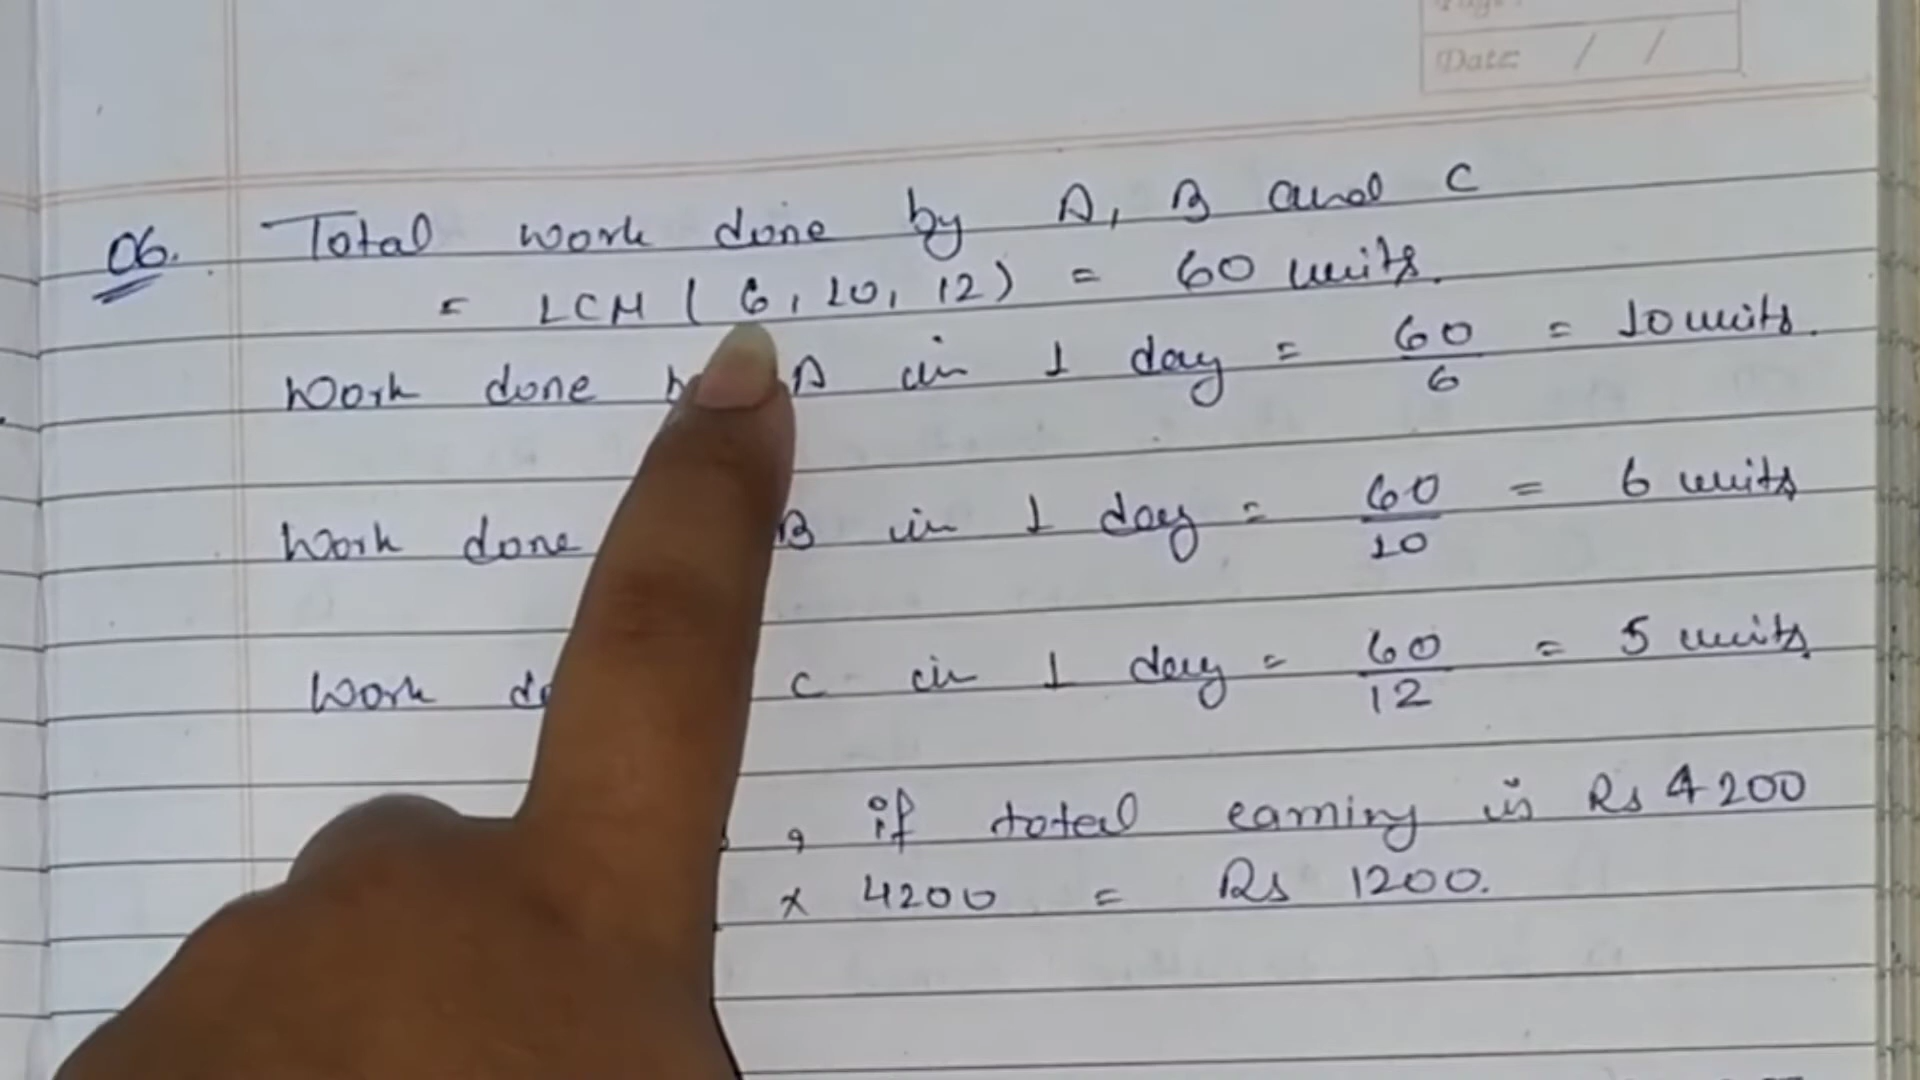 Date / /
06. Total work done by A, B and C
= LCM ( 6, 10, 12) = 60 units.
Work done A in 1 day = 60/6 = 10 units.
Work done B in 1 day = 60/10 = 6 units
Work C in 1 day = 60/12 = 5 units.
, if total earning is Rs 4200
x 4200 = Rs 1200.